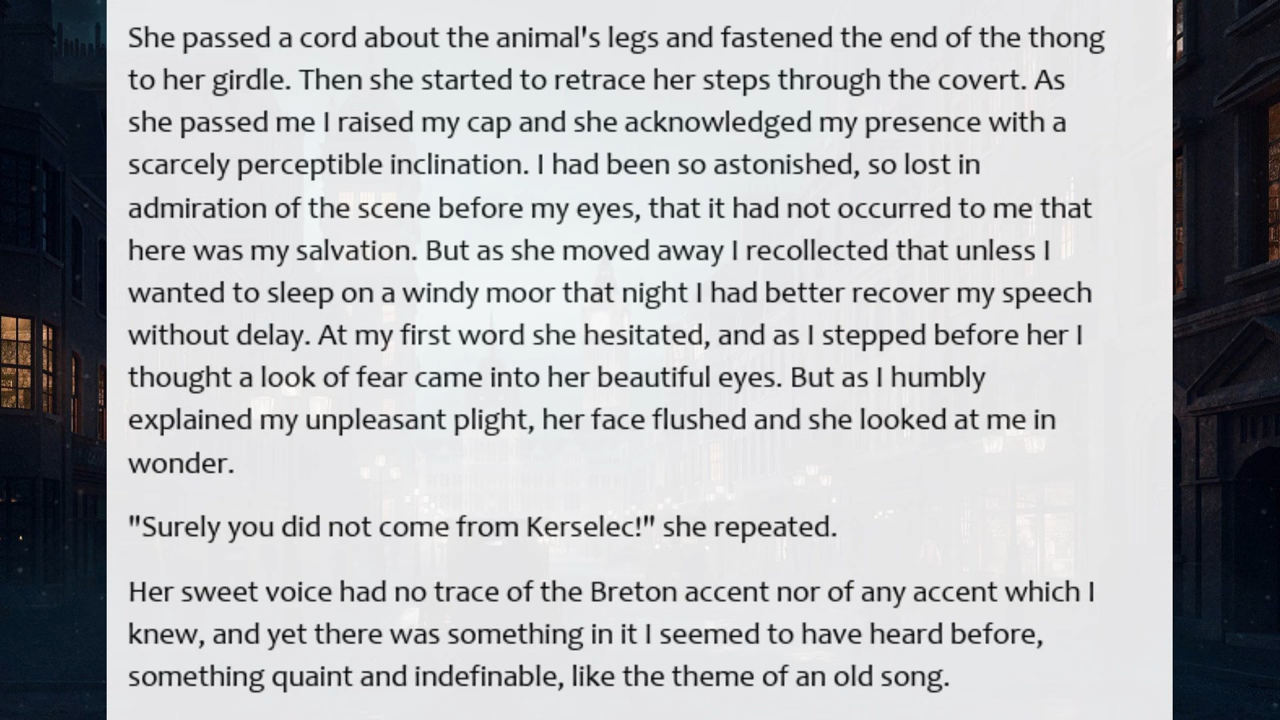 She passed a cord about the animal's legs and fastened the end of the thong
to her girdle. Then she started to retrace her steps through the covert. As
she passed me I raised my cap and she acknowledged my presence with a
scarcely perceptible inclination. I had been so astonished, so lost in
admiration of the scene before my eyes, that it had not occurred to me that
here was my salvation. But as she moved away I recollected that unless I
wanted to sleep on a windy moor that night I had better recover my speech
without delay. At my first word she hesitated, and as I stepped before her I
thought a look of fear came into her beautiful eyes. But as I humbly
explained my unpleasant plight, her face flushed and she looked at me in
wonder.
"Surely you did not come from Kerselec!" she repeated.
Her sweet voice had no trace of the Breton accent nor of any accent which I
knew, and yet there was something in it I seemed to have heard before,
something quaint and indefinable, like the theme of an old song.